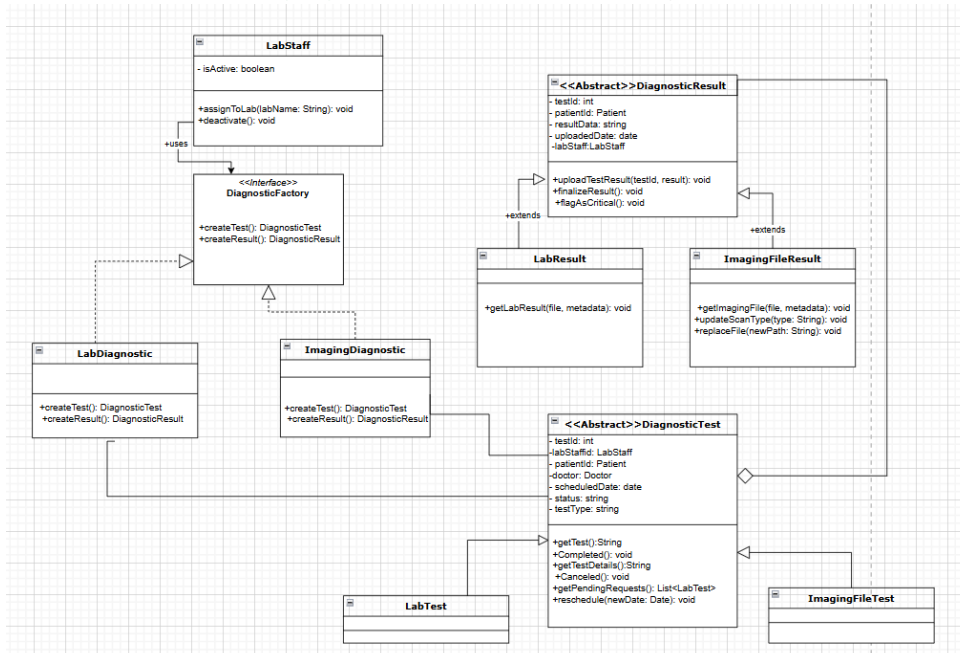 LabStaff
- isActive: boolean
+assignToLab(labName: String): void
+deactivate(): void
+uses
<<Interface>>
DiagnosticFactory
+createTest(): DiagnosticTest
+createResult(): DiagnosticResult
<<Abstract>>DiagnosticResult
- testId: int
- patientId: Patient
- resultData: string
- uploadedDate: date
-labStaff:LabStaff
+uploadTestResult(testId, result): void
+finalizeResult(): void
+flagAsCritical(): void
+extends
+extends
LabResult
+getLabResult(file, metadata): void
ImagingFileResult
+getImagingFile(file, metadata): void
+updateScanType(type: String): void
+replaceFile(newPath: String): void
LabDiagnostic
+createTest(): DiagnosticTest
+createResult(): DiagnosticResult
ImagingDiagnostic
+createTest(): DiagnosticTest
+createResult(): DiagnosticResult
<<Abstract>>DiagnosticTest
- testId: int
-labStaffid: LabStaff
- patientId: Patient
-doctor: Doctor
- scheduledDate: date
- status: string
- testType: string
+getTest():String
+Completed(): void
+getTestDetails():String
+Canceled(): void
+getPendingRequests(): List<LabTest>
+reschedule(newDate: Date): void
LabTest
ImagingFileTest